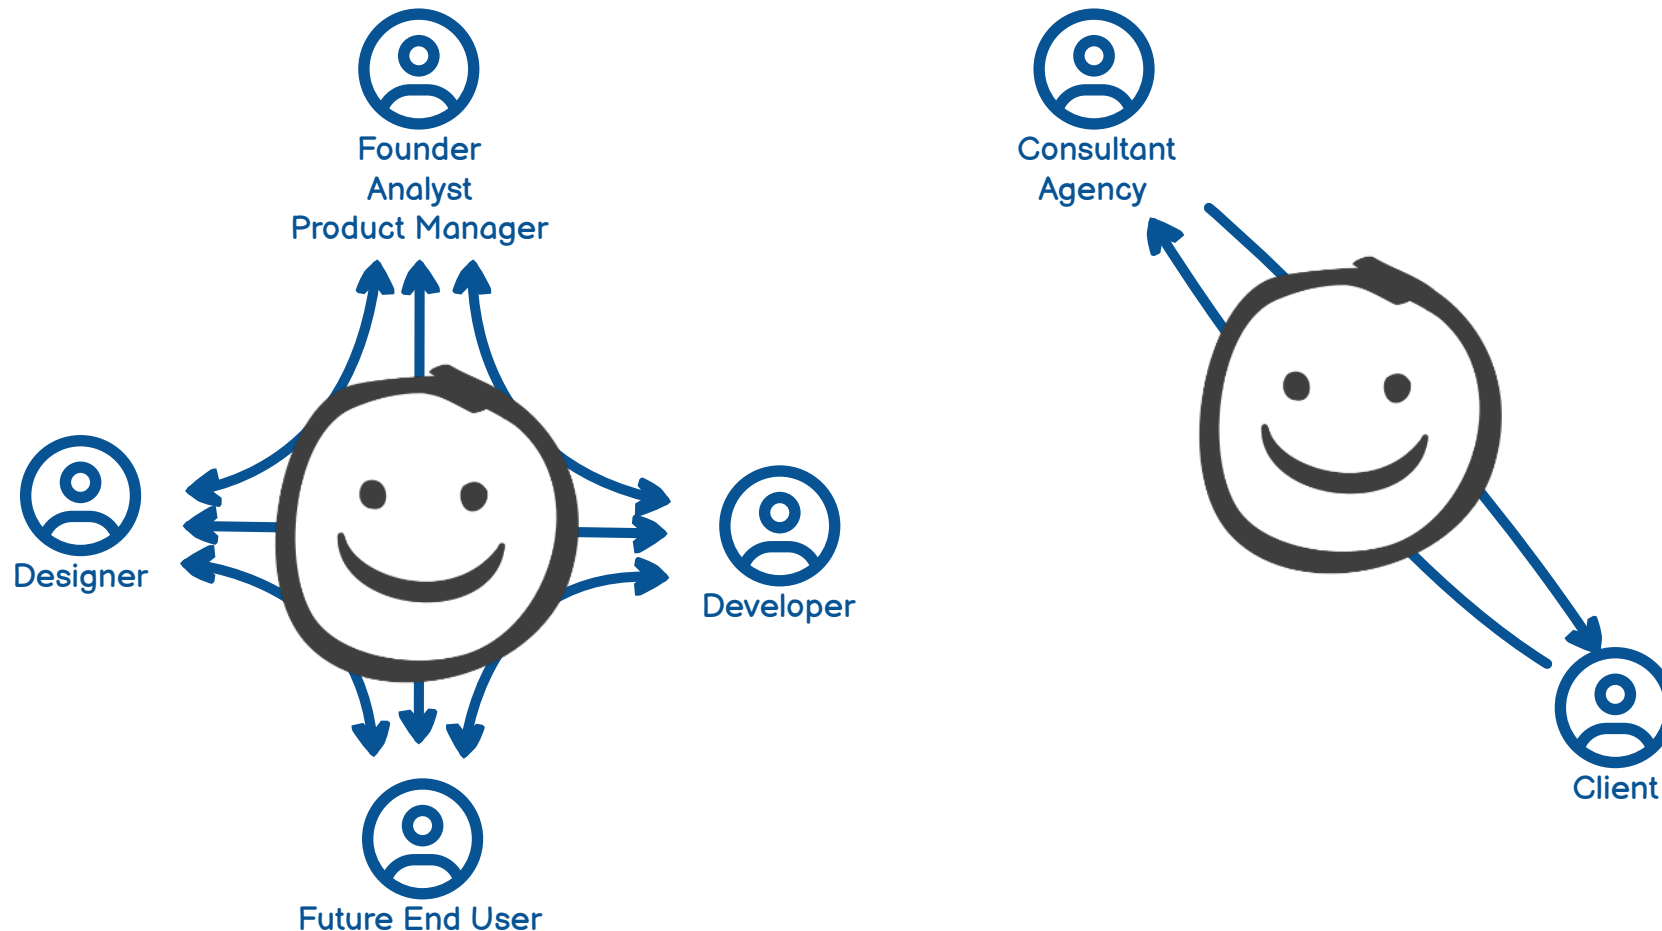 Founder
Analyst
Product Manager
Designer
Developer
Future End User
Consultant
Agency
Client